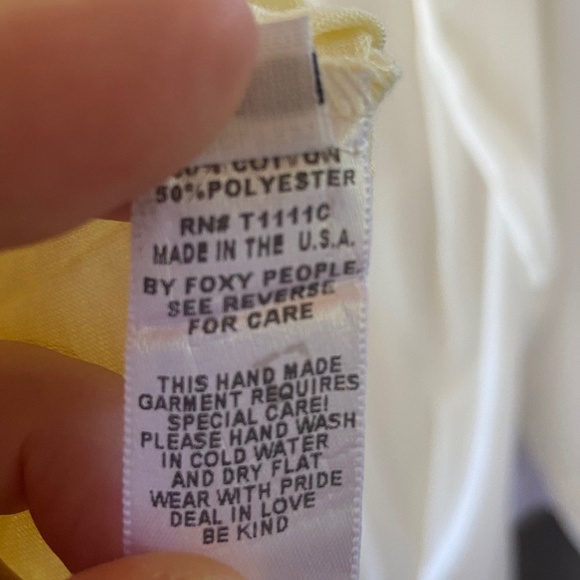 50% COTTON
50%POLYESTER
RN# T1111C
MADE IN THE U.S.A.
BY FOXY PEOPLE.
SEE REVERSE
FOR CARE
THIS HAND MADE
GARMENT REQUIRES
SPECIAL CARE!
PLEASE HAND WASH
IN COLD WATER
AND DRY FLAT
WEAR WITH PRIDE
DEAL IN LOVE
BE KIND